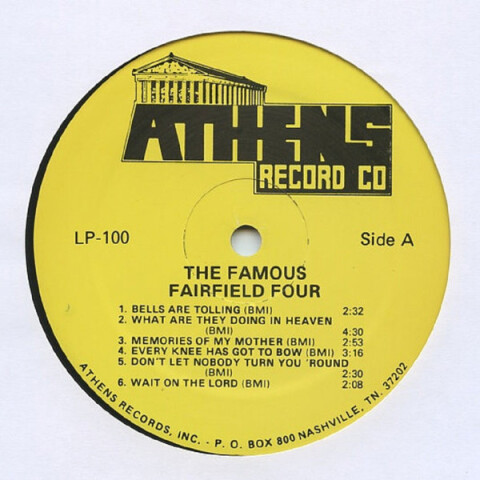 ATHENS
RECORD CO
LP-100
Side A
THE FAMOUS
FAIRFIELD FOUR
1. BELLS ARE TOLLING (BMI) 2:32
2. WHAT ARE THEY DOING IN HEAVEN
(BMI) 4:30
3. MEMORIES OF MY MOTHER (BMI) 2:53
4. EVERY KNEE HAS GOT TO BOW (BMI) 3:16
5. DON'T LET NOBODY TURN YOU 'ROUND
(BMI) 2:30
6. WAIT ON THE LORD (BMI) 2:08
ATHENS RECORDS, INC. - P. O. BOX 800 NASHVILLE, TN. 37202